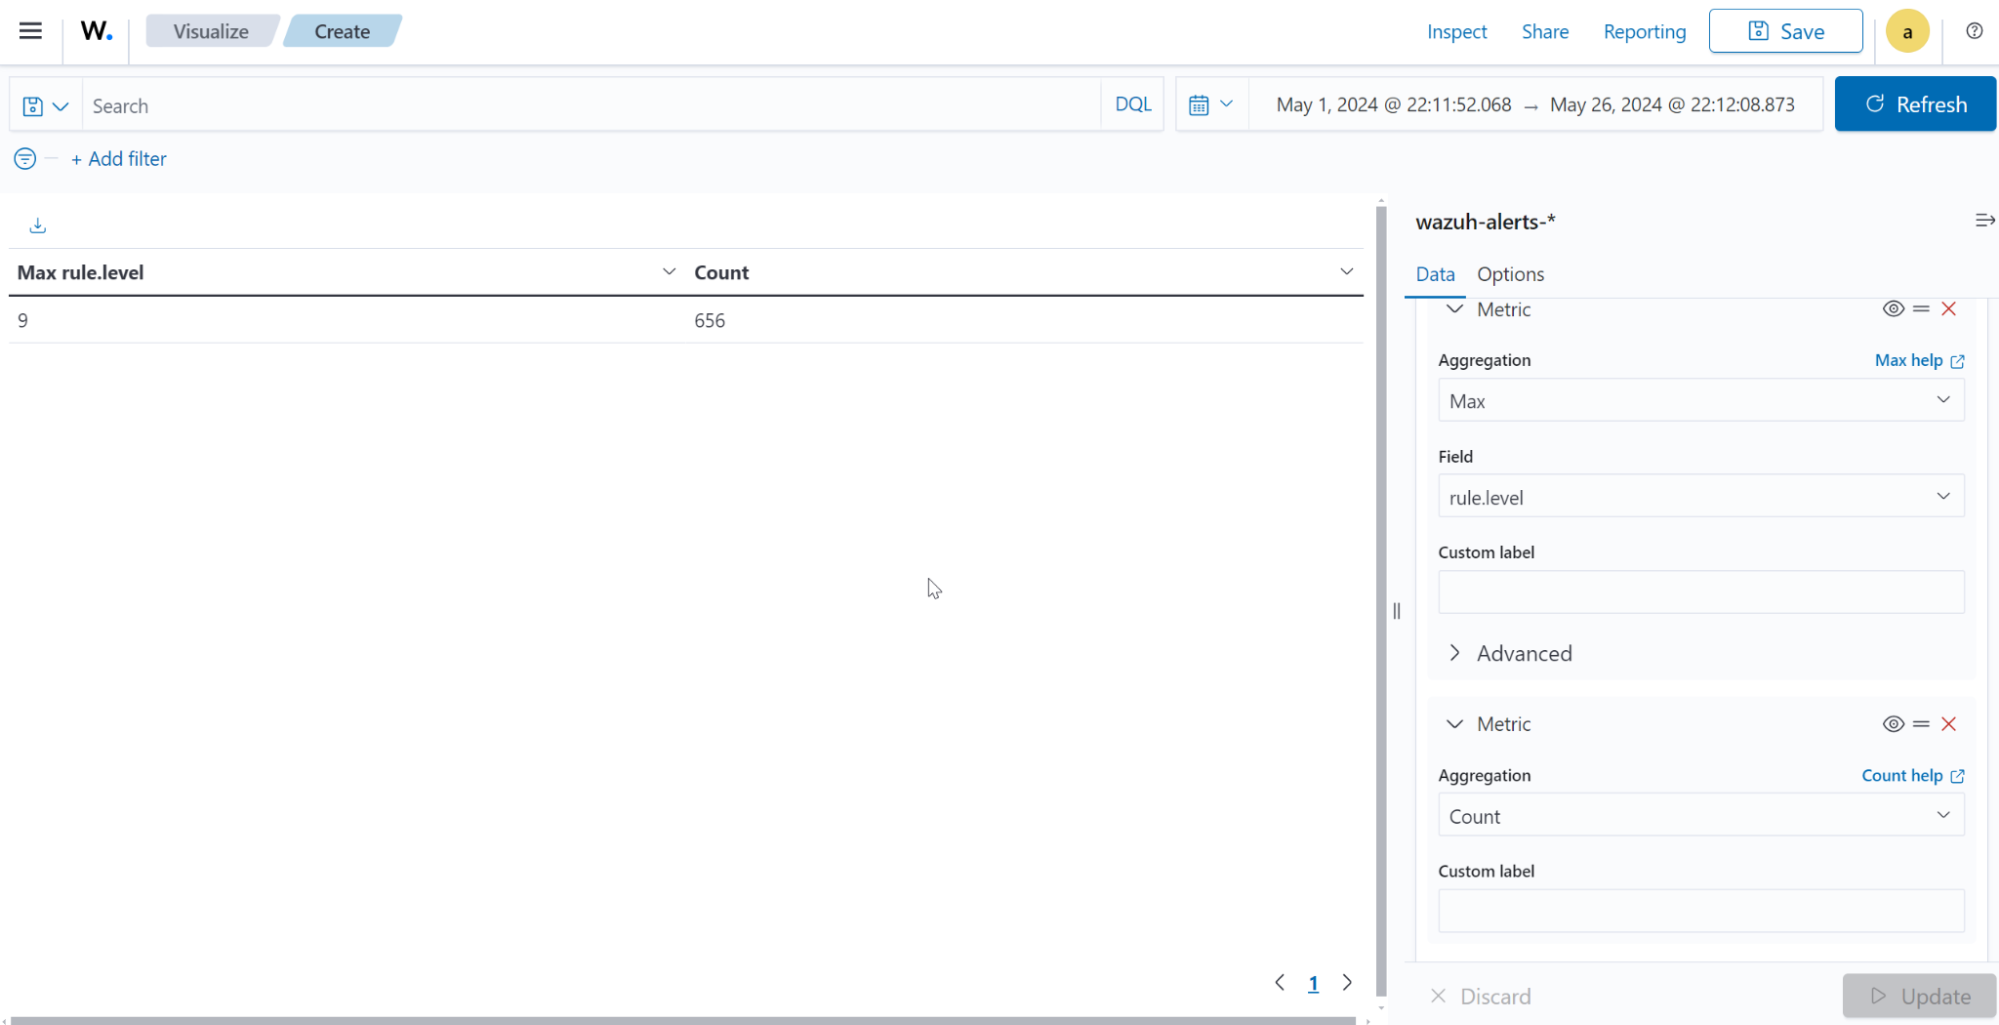 W.
Visualize
Create
Inspect
Share
Reporting
Save
a
Search
DQL
May 1, 2024 @ 22:11:52.068 → May 26, 2024 @ 22:12:08.873
Refresh
+ Add filter
Max rule.level
Count
9
656
1
wazuh-alerts-*
Data
Options
Metric
Aggregation
Max help
Max
Field
rule.level
Custom label
Advanced
Metric
Aggregation
Count help
Count
Custom label
Discard
Update